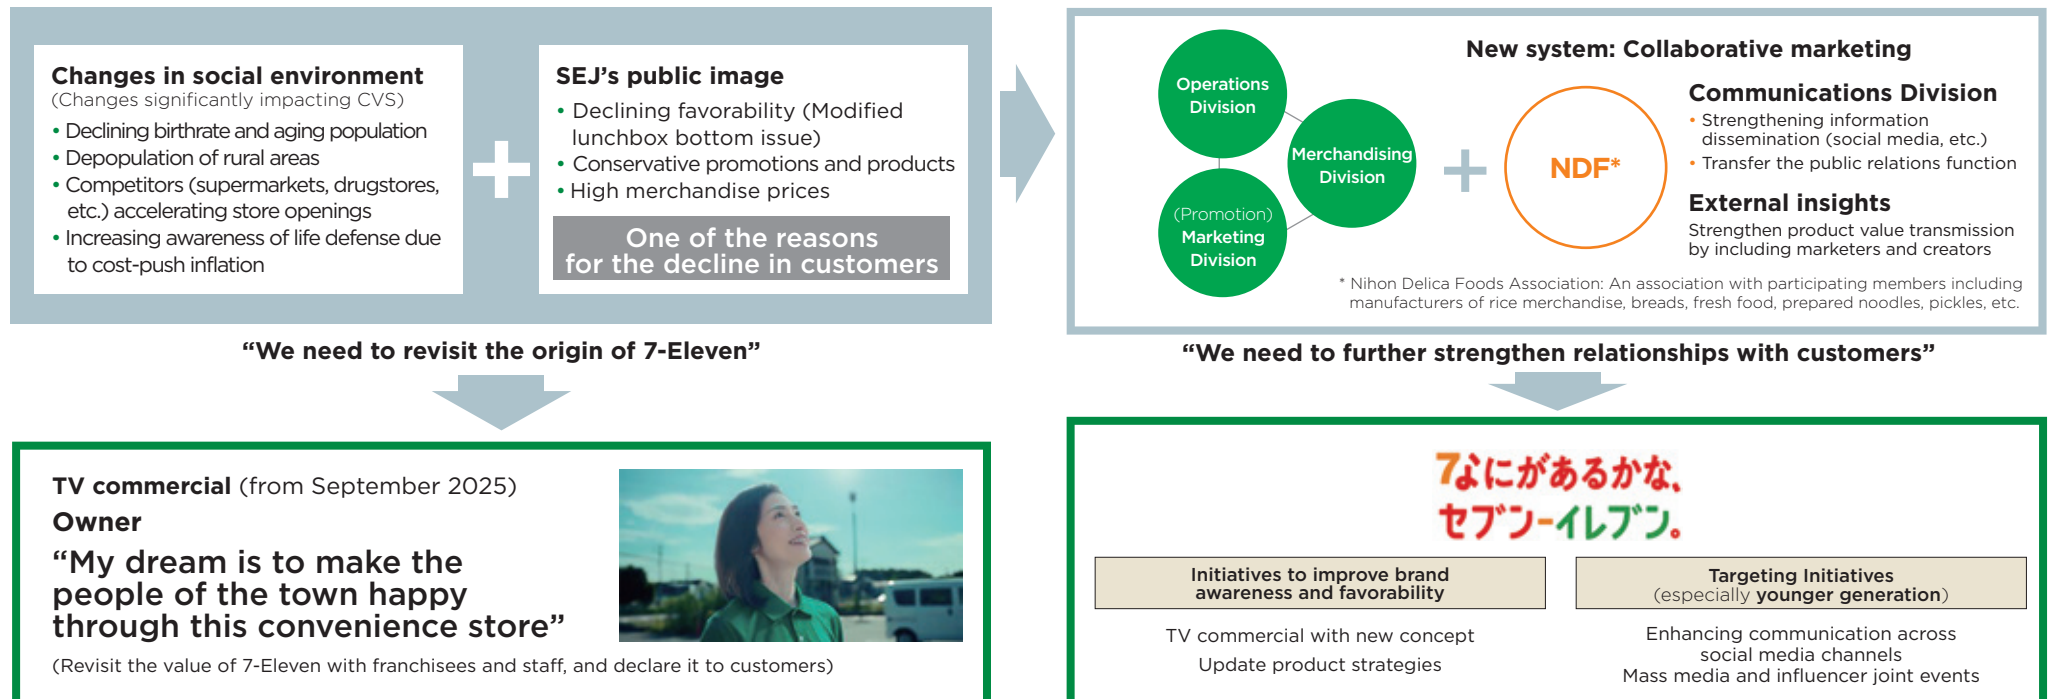 Changes in social environment
(Changes significantly impacting CVS)
• Declining birthrate and aging population
• Depopulation of rural areas
• Competitors (supermarkets, drugstores,
etc.) accelerating store openings
• Increasing awareness of life defense due
to cost-push inflation
SEJ’s public image
• Declining favorability (Modified
lunchbox bottom issue)
• Conservative promotions and products
• High merchandise prices
One of the reasons
for the decline in customers
“We need to revisit the origin of 7-Eleven”
TV commercial (from September 2025)
Owner
“My dream is to make the
people of the town happy
through this convenience store”
(Revisit the value of 7-Eleven with franchisees and staff, and declare it to customers)
New system: Collaborative marketing
Operations
Division
Merchandising
Division
(Promotion)
Marketing
Division
NDF*
Communications Division
• Strengthening information
dissemination (social media, etc.)
• Transfer the public relations function
External insights
Strengthen product value transmission
by including marketers and creators
* Nihon Delica Foods Association: An association with participating members including
manufacturers of rice merchandise, breads, fresh food, prepared noodles, pickles, etc.
“We need to further strengthen relationships with customers”
7なにがあるかな、
セブン-イレブン。
Initiatives to improve brand
awareness and favorability
TV commercial with new concept
Update product strategies
Targeting Initiatives
(especially younger generation)
Enhancing communication across
social media channels
Mass media and influencer joint events